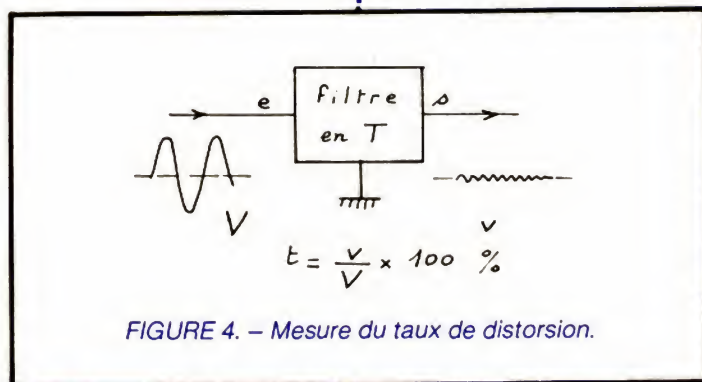 e
filtre
s
en T
V
v
t = v/V × 100 %
FIGURE 4. – Mesure du taux de distorsion.